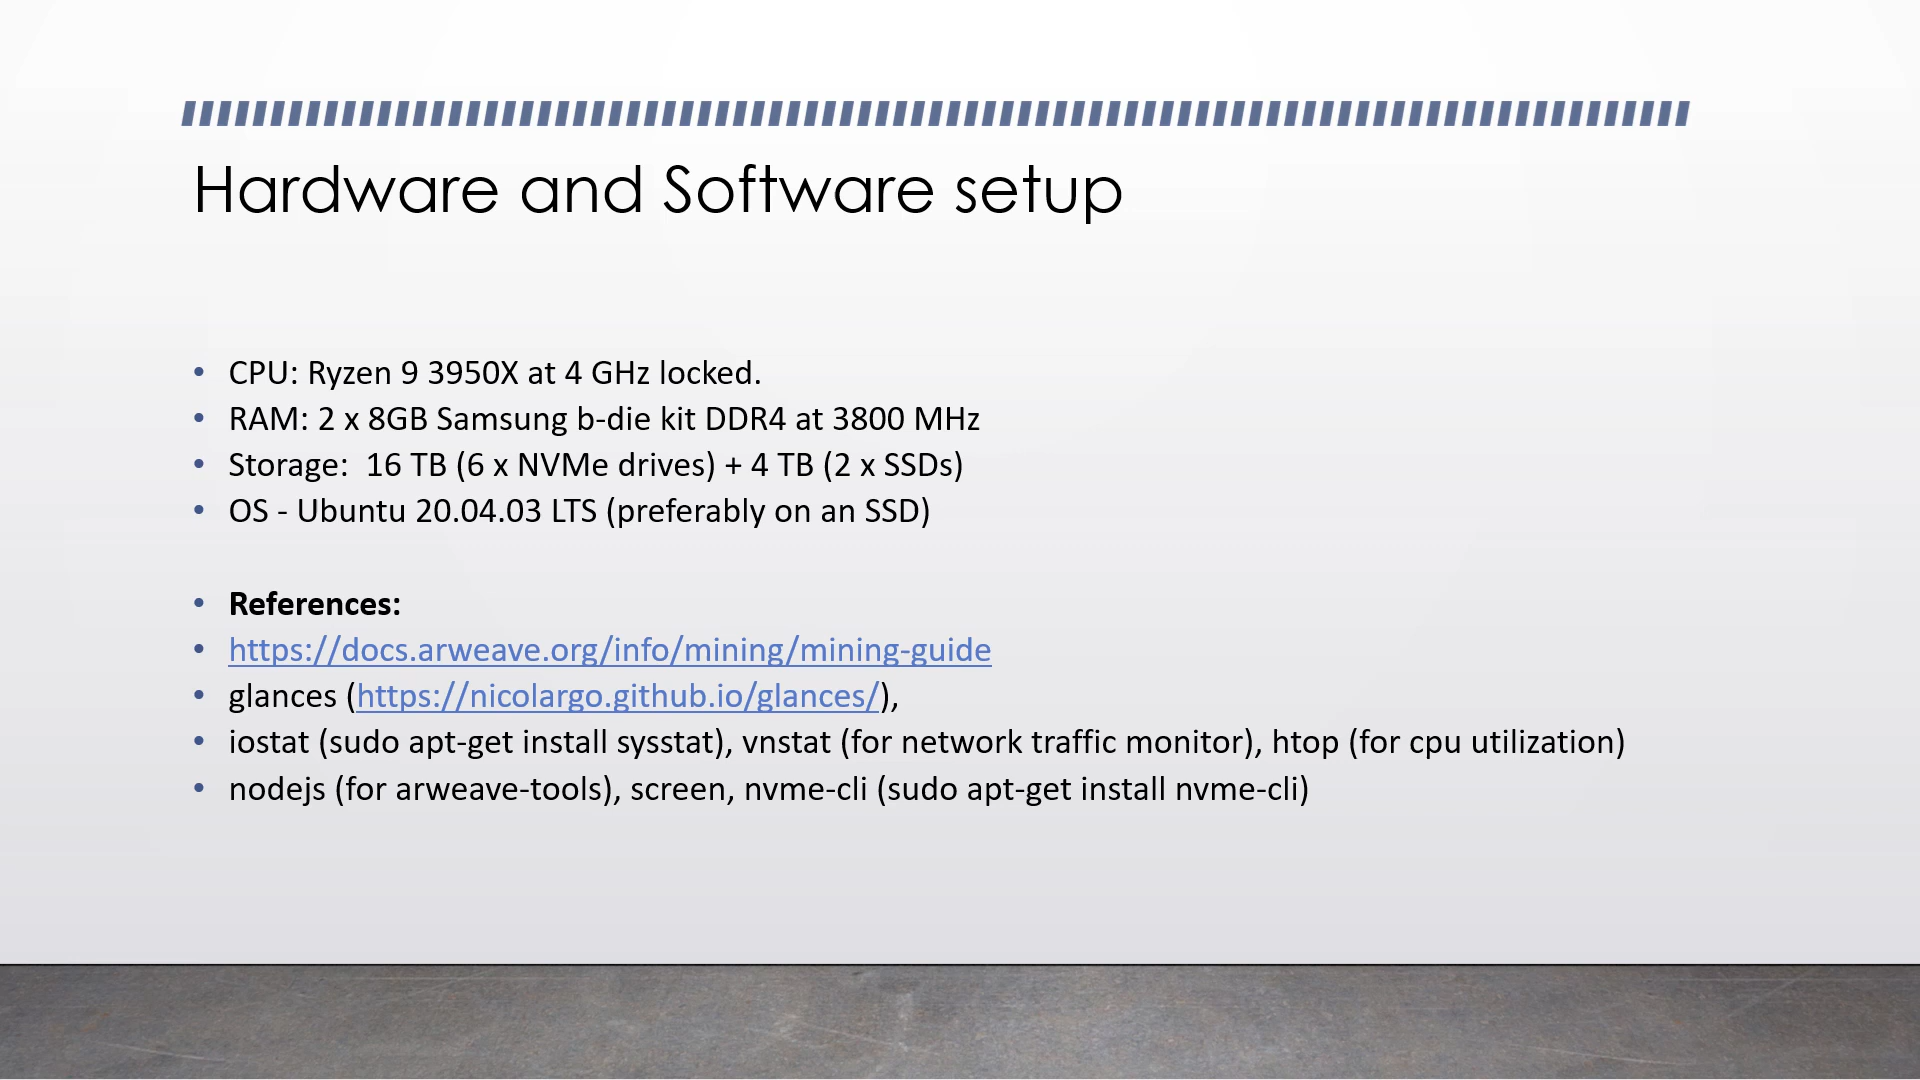 Hardware and Software setup
• CPU: Ryzen 9 3950X at 4 GHz locked.
• RAM: 2 x 8GB Samsung b-die kit DDR4 at 3800 MHz
• Storage:  16 TB (6 x NVMe drives) + 4 TB (2 x SSDs)
• OS - Ubuntu 20.04.03 LTS (preferably on an SSD)
• References:
• https://docs.arweave.org/info/mining/mining-guide
• glances (https://nicolargo.github.io/glances/),
• iostat (sudo apt-get install sysstat), vnstat (for network traffic monitor), htop (for cpu utilization)
• nodejs (for arweave-tools), screen, nvme-cli (sudo apt-get install nvme-cli)